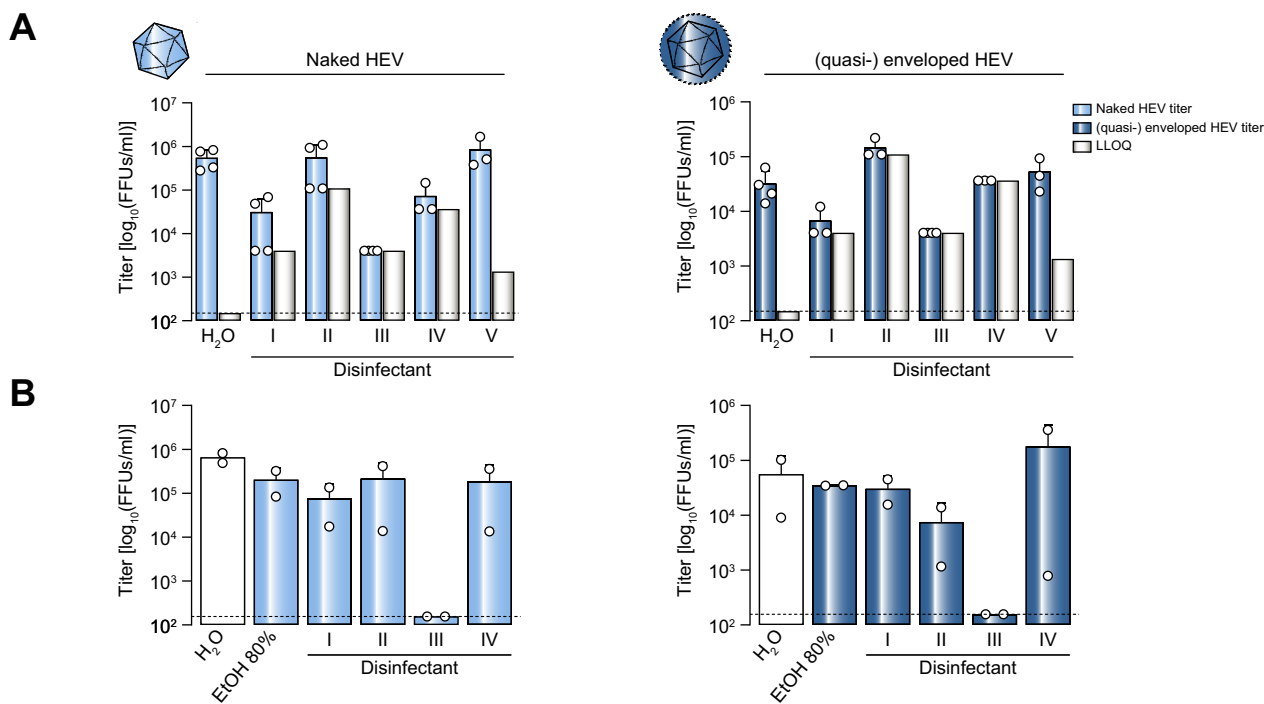 A
Naked HEV
(quasi-) enveloped HEV
Titer [log₁₀(FFUs/ml)]
10⁷
10⁶
10⁵
10⁴
10³
10²
H₂O I II III IV V
Disinfectant
Titer [log₁₀(FFUs/ml)]
10⁶
10⁵
10⁴
10³
10²
H₂O I II III IV V
Disinfectant
Naked HEV titer
(quasi-) enveloped HEV titer
LLOQ
B
Titer [log₁₀(FFUs/ml)]
10⁷
10⁶
10⁵
10⁴
10³
10²
H₂O EtOH 80% I II III IV
Disinfectant
Titer [log₁₀(FFUs/ml)]
10⁶
10⁵
10⁴
10³
10²
H₂O EtOH 80% I II III IV
Disinfectant